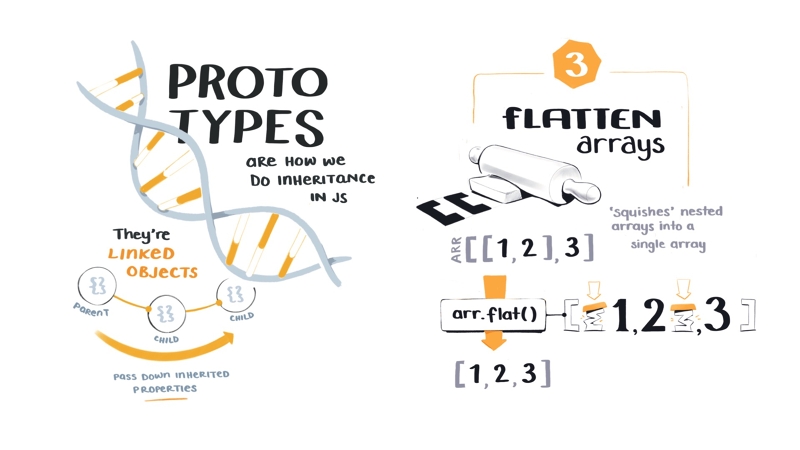 PROTO
TYPES
are how we
do inheritance
in JS
They're
LINKED
OBJECTS
{}
{}
{}
PARENT
CHILD
CHILD
PASS DOWN INHERITED
PROPERTIES
3
FLATTEN
arrays
'squishes' nested
arrays into a
single array
ARR [[1,2],3]
arr.flat()
[1,2,3]
[1,2,3]